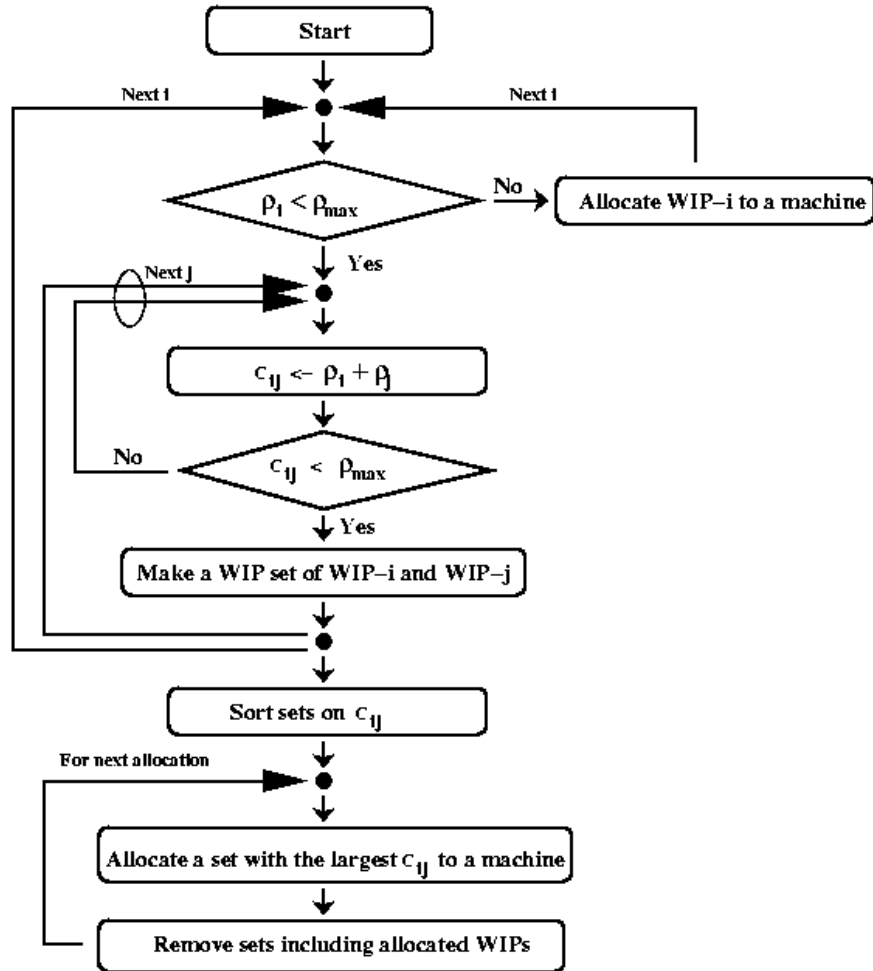 Start
Next i
Next i
ρi < ρmax
No
Allocate WIP-i to a machine
Yes
Next j
cij <- ρi + ρj
No
cij < ρmax
Yes
Make a WIP set of WIP-i and WIP-j
Sort sets on cij
For next allocation
Allocate a set with the largest cij to a machine
Remove sets including allocated WIPs